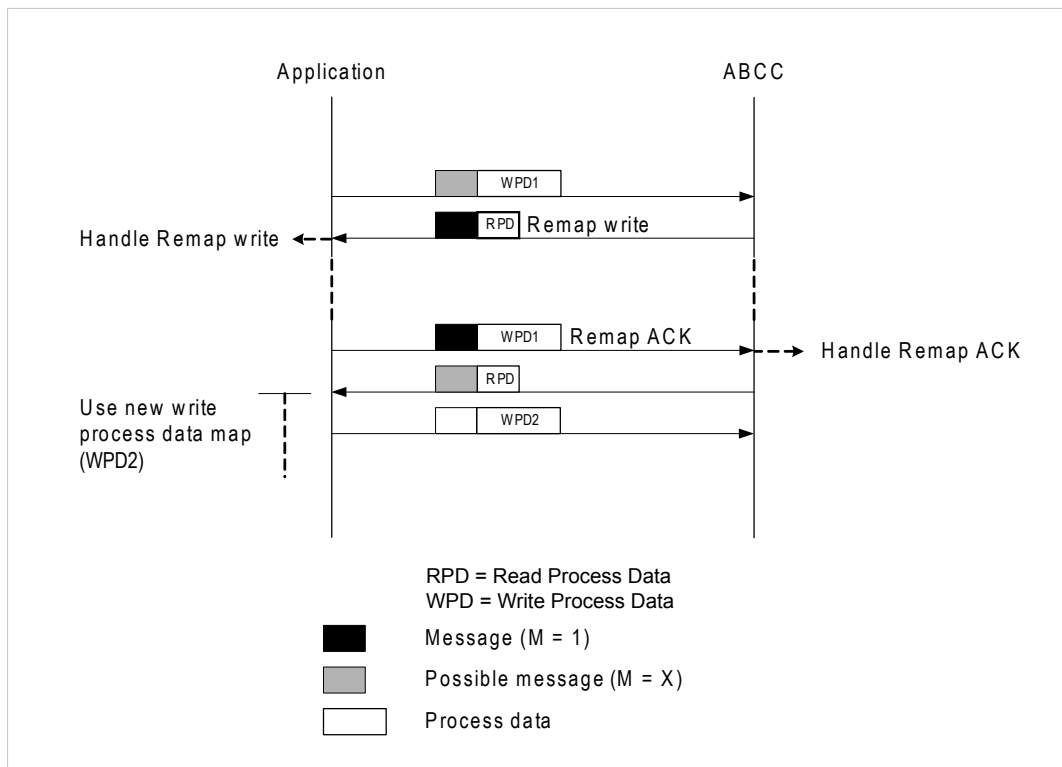 Application
ABCC
WPD1
RPD Remap write
Handle Remap write
WPD1 Remap ACK
Handle Remap ACK
RPD
Use new write
process data map
(WPD2)
WPD2
RPD = Read Process Data
WPD = Write Process Data
Message (M = 1)
Possible message (M = X)
Process data